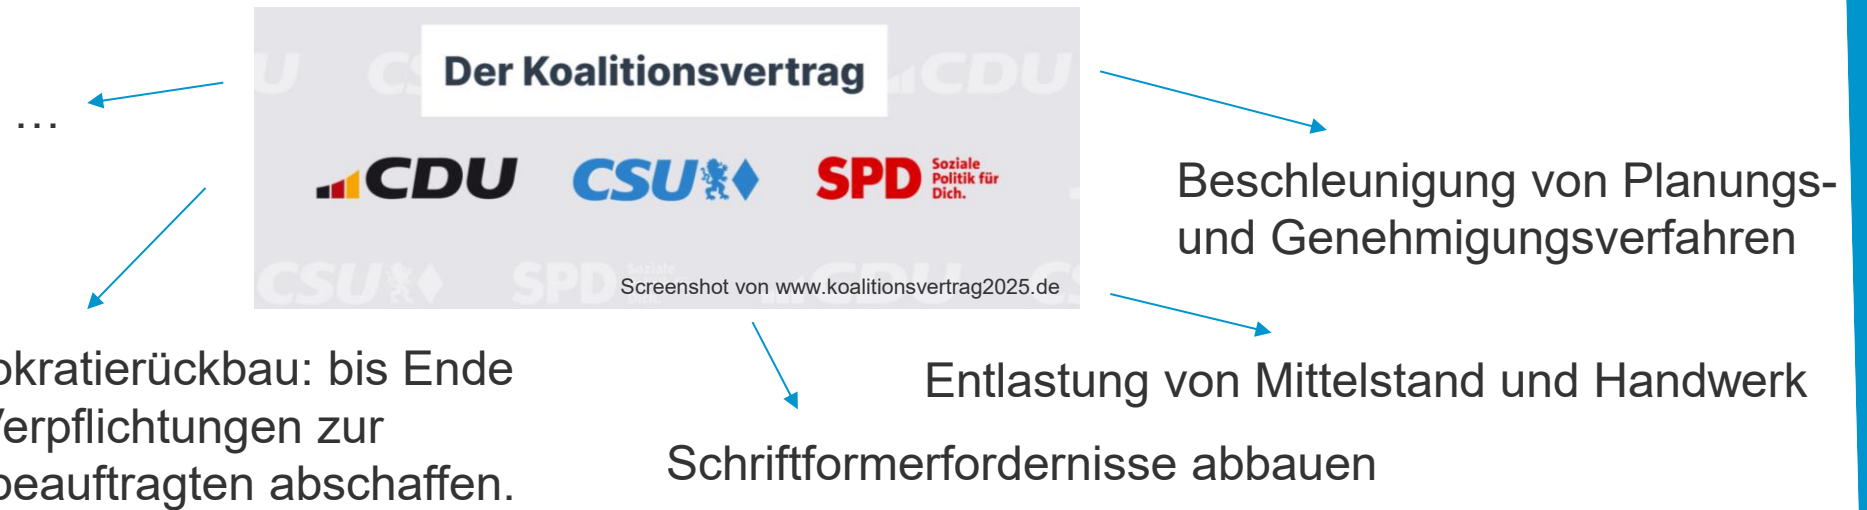 Der Koalitionsvertrag
CDU CSU SPD Soziale Politik für Dich.
Screenshot von www.koalitionsvertrag2025.de
…
Beschleunigung von Planungs-
und Genehmigungsverfahren
Entlastung von Mittelstand und Handwerk
Schriftformerfordernisse abbauen
okratierückbau: bis Ende
Verpflichtungen zur
beauftragten abschaffen.